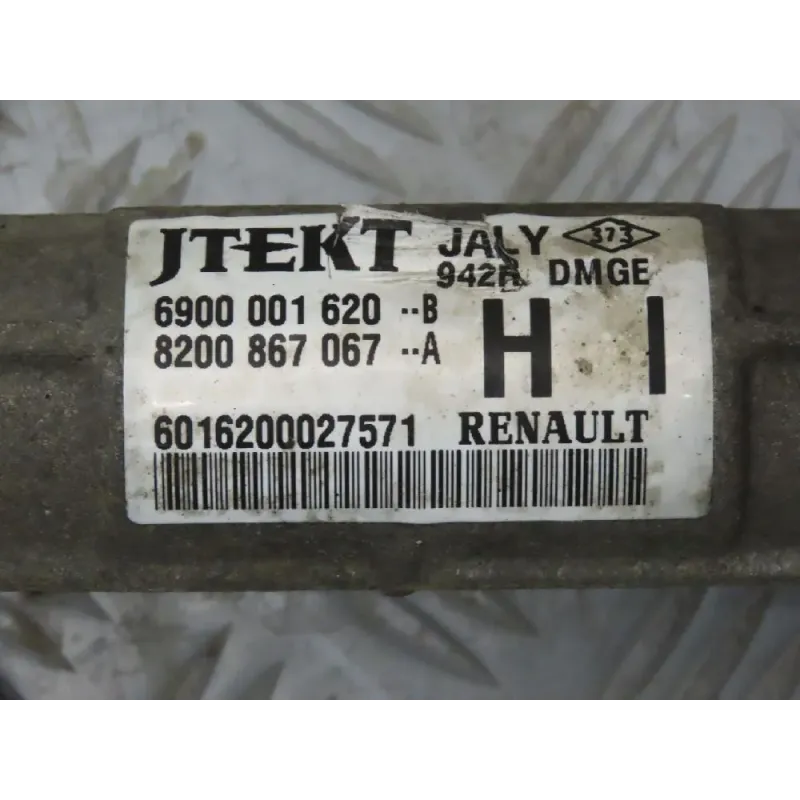 JTEKT JALY 373
942R DMGE
6900 001 620 --B
8200 867 067 --A
H I
6016200027571 RENAULT